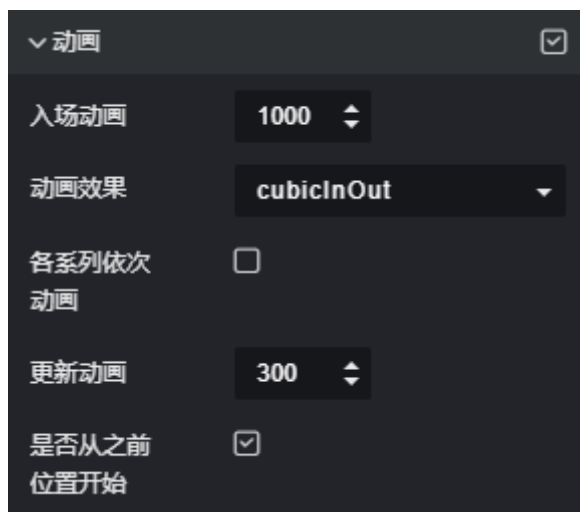 动画
入场动画 1000
动画效果 cubicInOut
各系列依次
动画
更新动画 300
是否从之前
位置开始